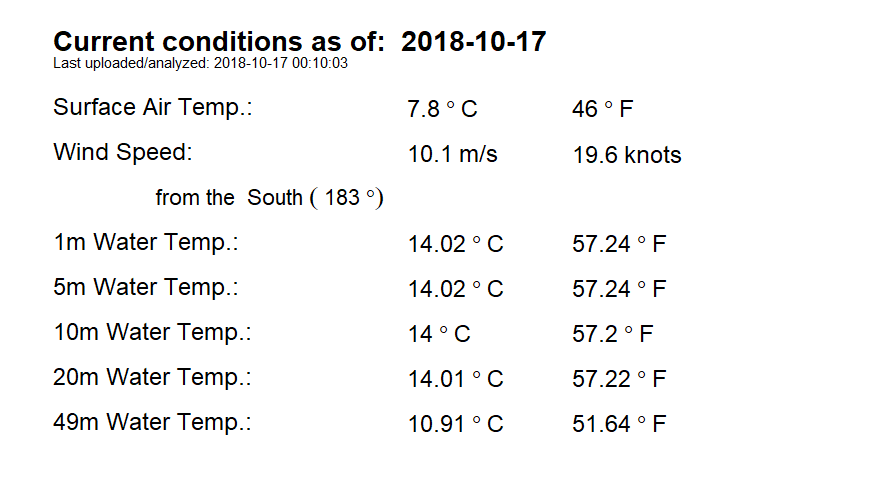 Current conditions as of: 2018-10-17
Last uploaded/analyzed: 2018-10-17 00:10:03
Surface Air Temp.: 7.8 ° C 46 ° F
Wind Speed: 10.1 m/s 19.6 knots
from the South ( 183 °)
1m Water Temp.: 14.02 ° C 57.24 ° F
5m Water Temp.: 14.02 ° C 57.24 ° F
10m Water Temp.: 14 ° C 57.2 ° F
20m Water Temp.: 14.01 ° C 57.22 ° F
49m Water Temp.: 10.91 ° C 51.64 ° F